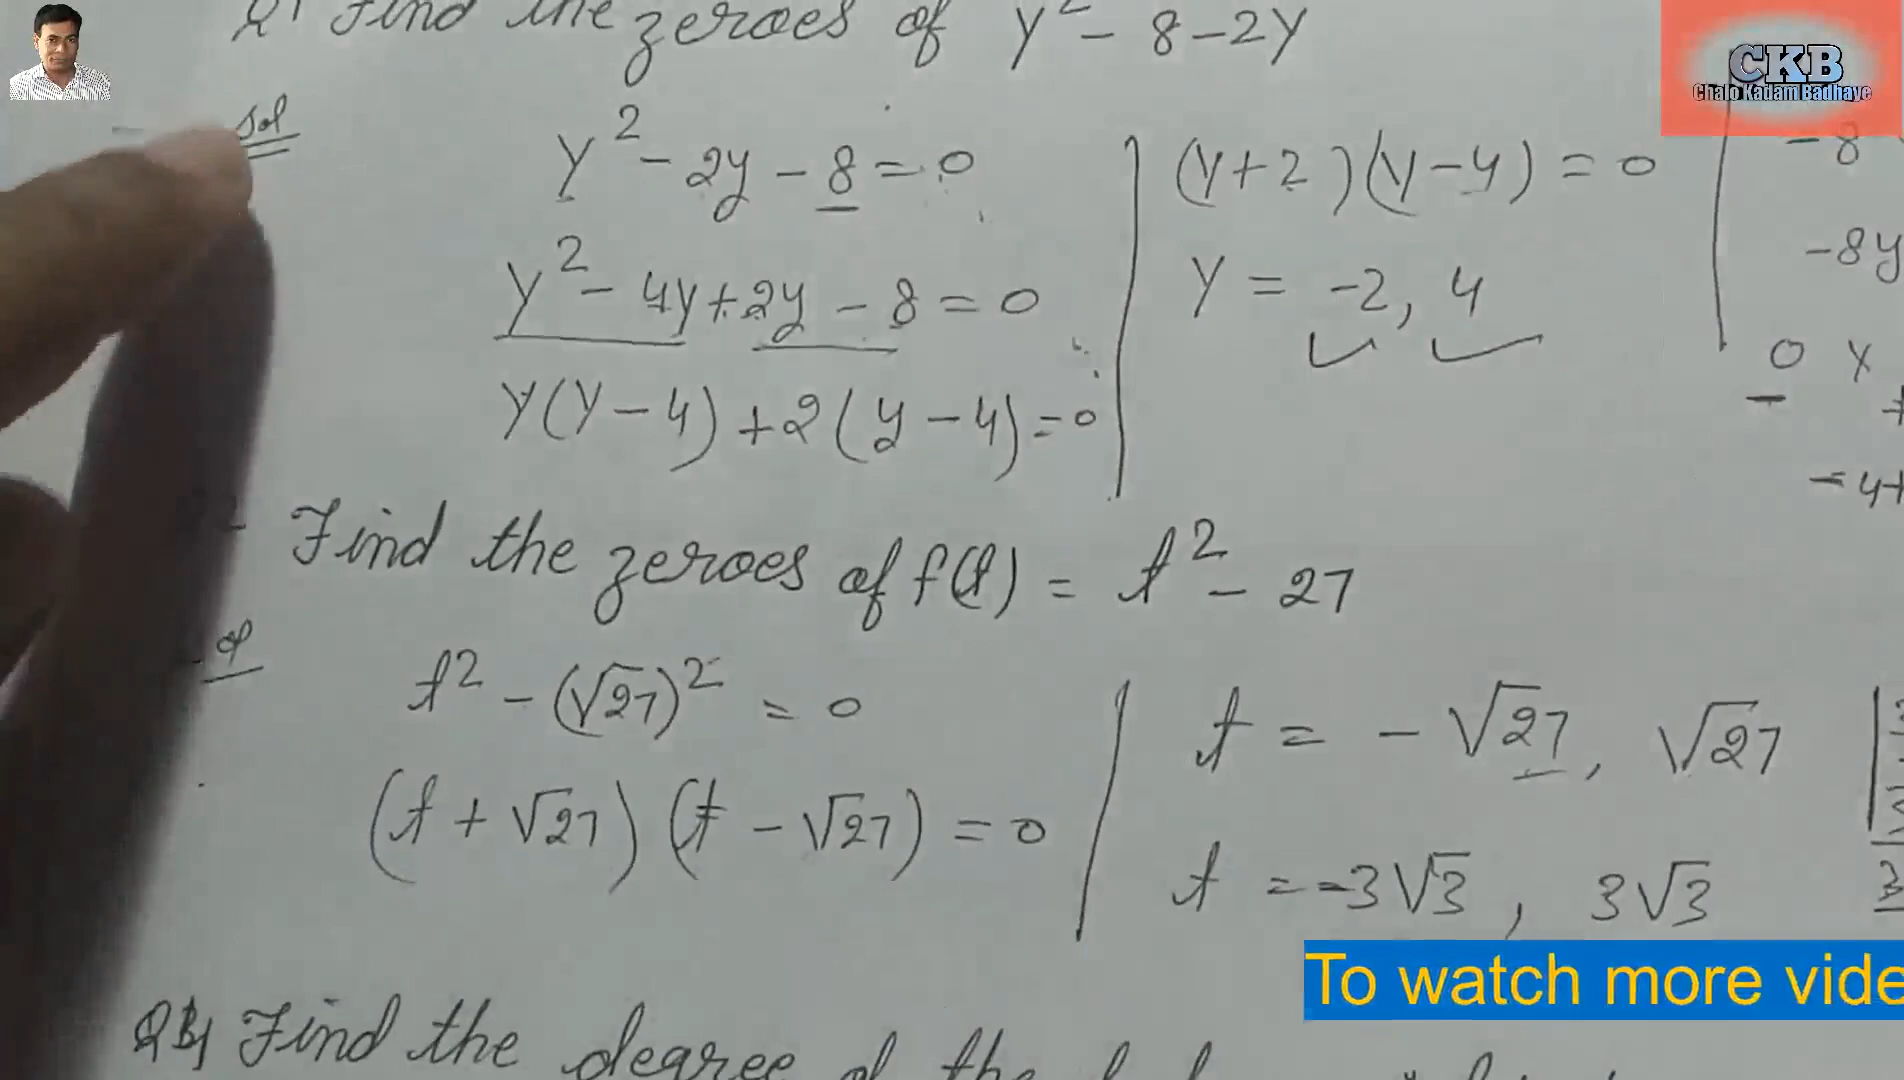 Q1 Find the zeroes of y² - 8 - 2y
CKB
Chalo Kadam Badhaye
Sol
y² - 2y - 8 = 0
y² - 4y + 2y - 8 = 0
y(y - 4) + 2(y - 4) = 0
(y + 2)(y - 4) = 0
y = -2, 4
-8
-8y
0 x
= 4+
Find the zeroes of f(t) = t² - 27
t² - (√27)² = 0
(t + √27)(t - √27) = 0
t = - √27, √27
t = -3√3, 3√3
To watch more vide
Find the degree of the